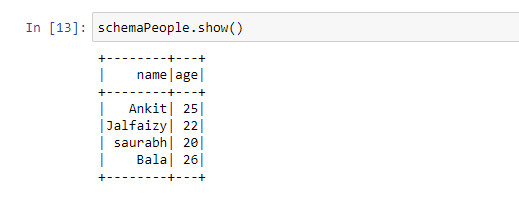 In [13]: schemaPeople.show()
+--------+---+
|    name|age|
+--------+---+
|   Ankit| 25|
|Jalfaizy| 22|
| saurabh| 20|
|    Bala| 26|
+--------+---+